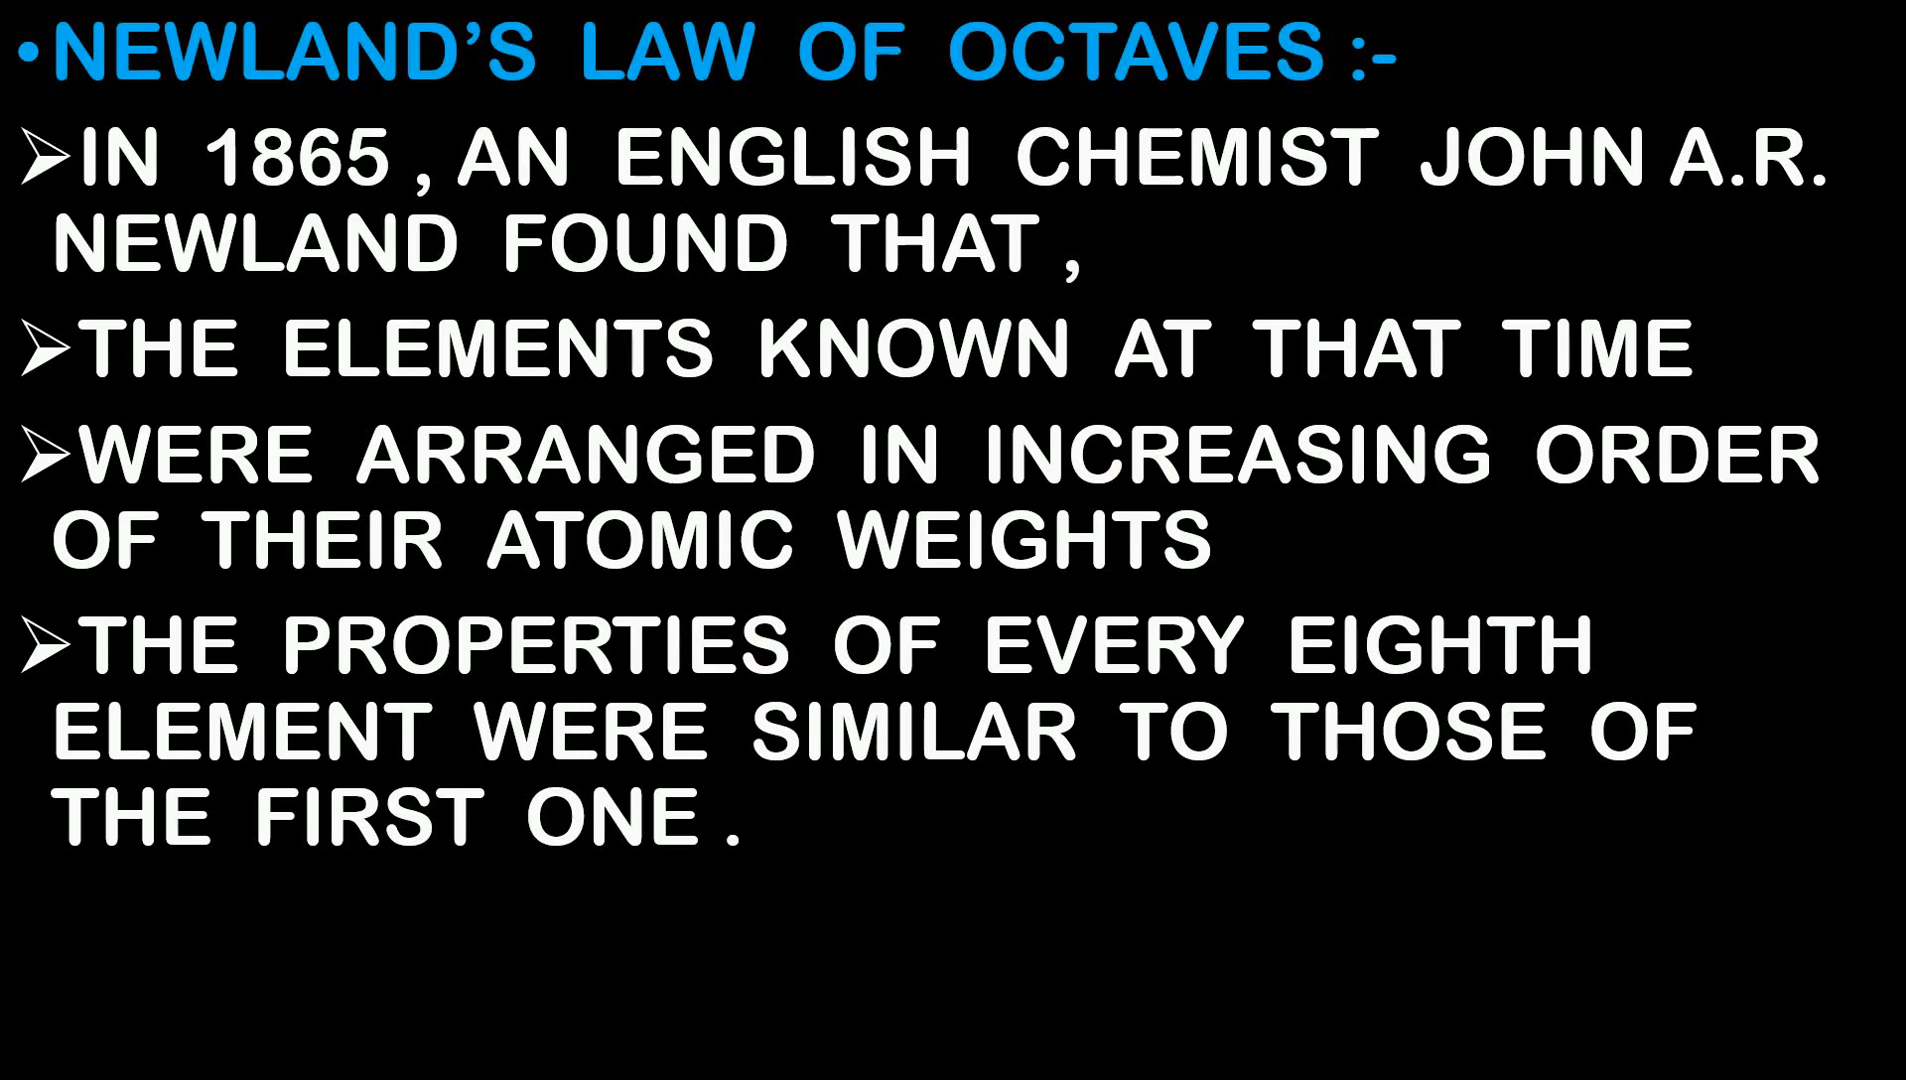 •NEWLAND’S LAW OF OCTAVES :-
➢IN 1865 , AN ENGLISH CHEMIST JOHN A.R.
NEWLAND FOUND THAT ,
➢THE ELEMENTS KNOWN AT THAT TIME
➢WERE ARRANGED IN INCREASING ORDER
OF THEIR ATOMIC WEIGHTS
➢THE PROPERTIES OF EVERY EIGHTH
ELEMENT WERE SIMILAR TO THOSE OF
THE FIRST ONE .